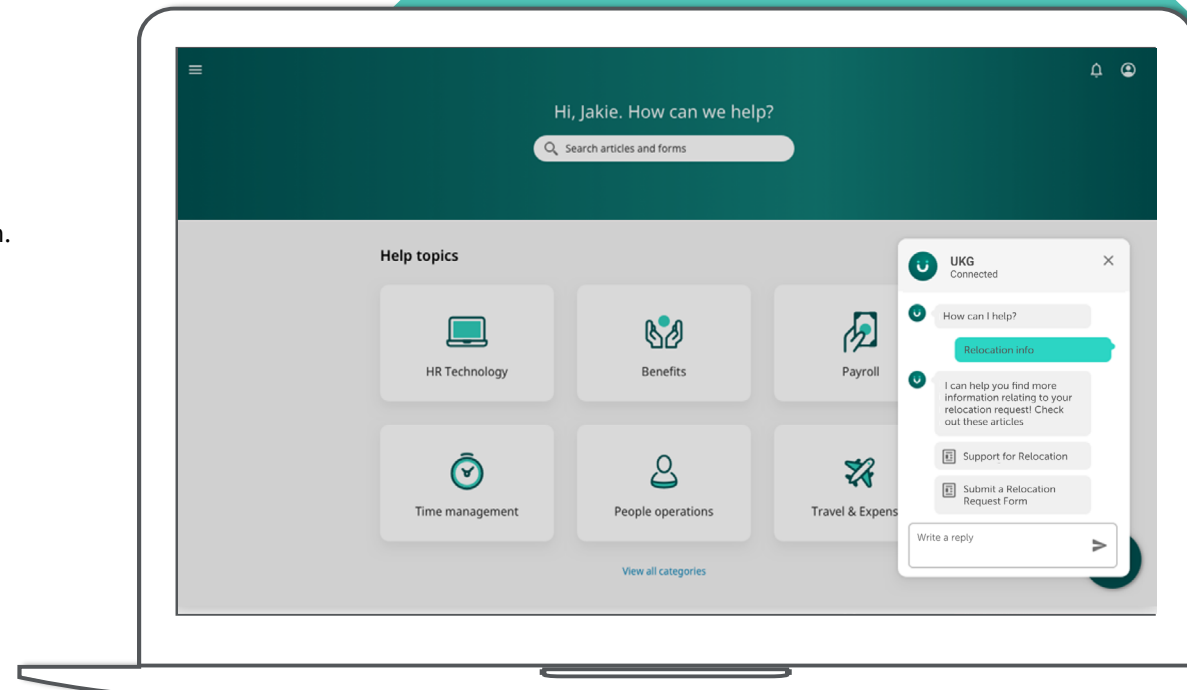 n.
Hi, Jakie. How can we help?
Search articles and forms
Help topics
HR Technology
Benefits
Payroll
Time management
People operations
Travel & Expens
View all categories
UKG
Connected
How can I help?
Relocation info
I can help you find more
information relating to your
relocation request! Check
out these articles
Support for Relocation
Submit a Relocation
Request Form
Write a reply